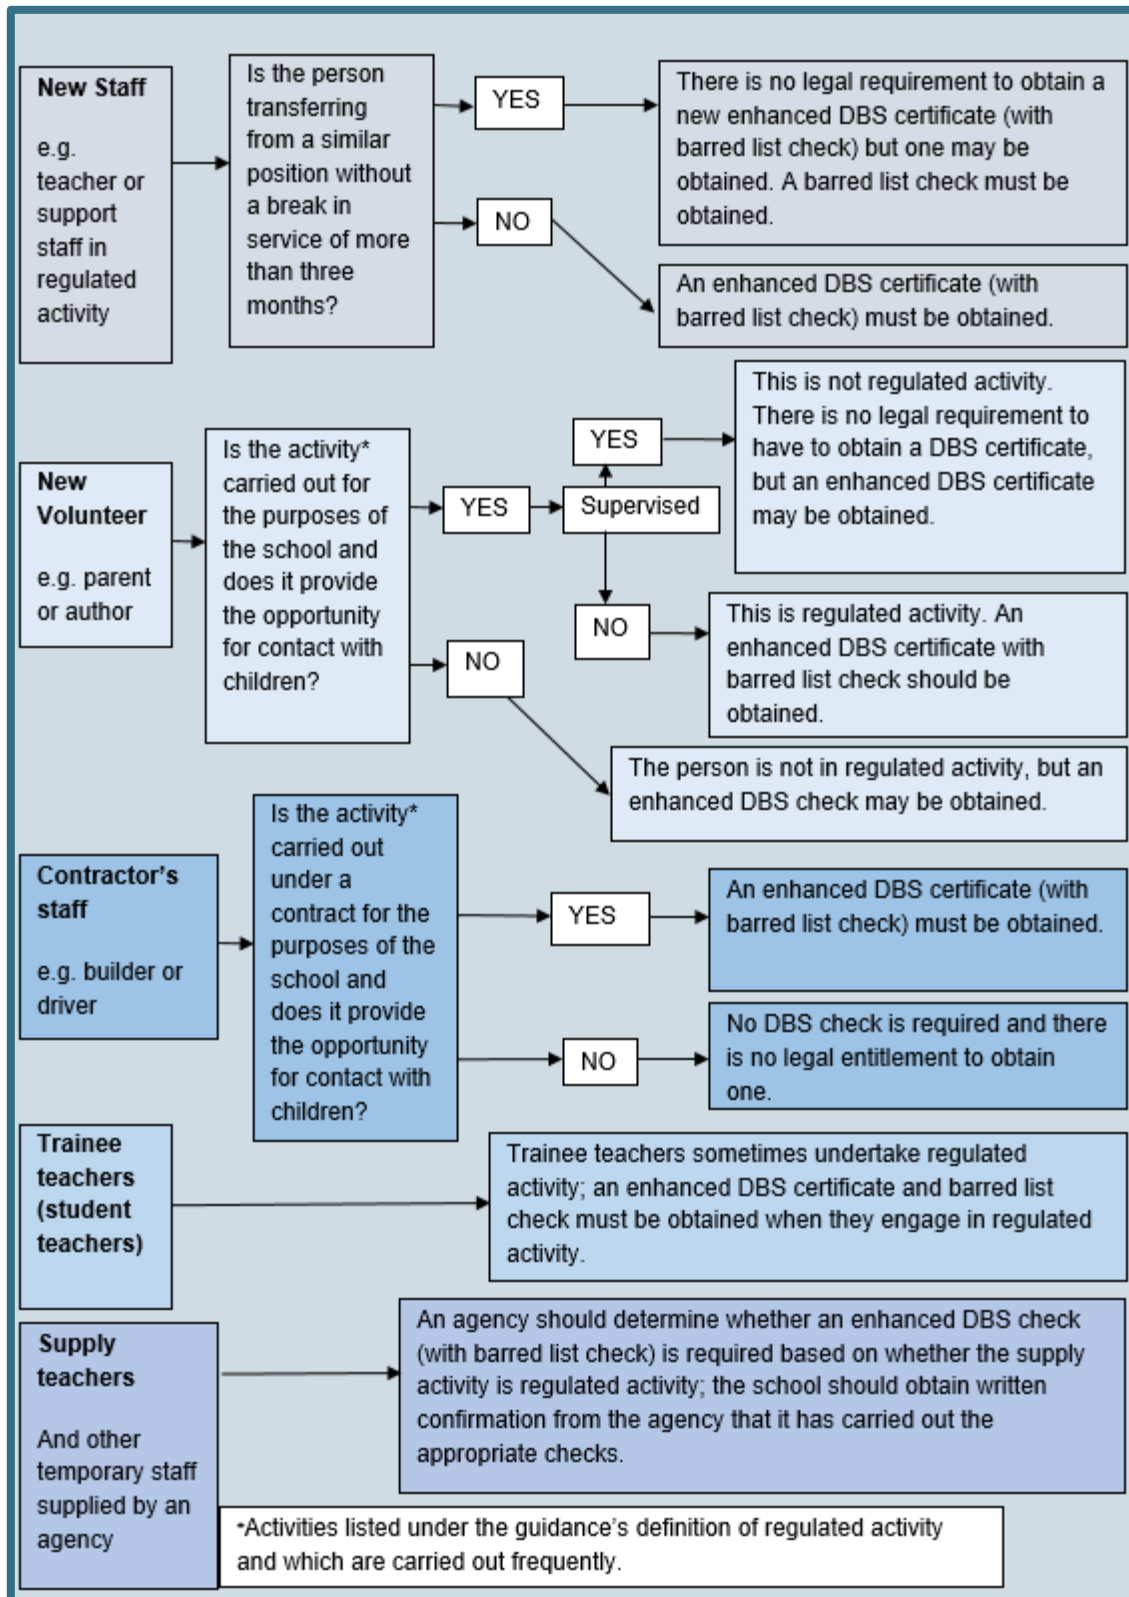 New Staff
e.g.
teacher or
support
staff in
regulated
activity
Is the person
transferring
from a similar
position without
a break in
service of more
than three
months?
YES
There is no legal requirement to obtain a
new enhanced DBS certificate (with
barred list check) but one may be
obtained. A barred list check must be
obtained.
NO
An enhanced DBS certificate (with
barred list check) must be obtained.
New
Volunteer
e.g. parent
or author
Is the activity*
carried out for
the purposes of
the school and
does it provide
the opportunity
for contact with
children?
YES
Supervised
YES
This is not regulated activity.
There is no legal requirement to
have to obtain a DBS certificate,
but an enhanced DBS certificate
may be obtained.
NO
This is regulated activity. An
enhanced DBS certificate with
barred list check should be
obtained.
NO
The person is not in regulated activity, but an
enhanced DBS check may be obtained.
Contractor’s
staff
e.g. builder or
driver
Is the activity*
carried out
under a
contract for the
purposes of the
school and
does it provide
the opportunity
for contact with
children?
YES
An enhanced DBS certificate (with
barred list check) must be obtained.
NO
No DBS check is required and there
is no legal entitlement to obtain
one.
Trainee
teachers
(student
teachers)
Trainee teachers sometimes undertake regulated
activity; an enhanced DBS certificate and barred list
check must be obtained when they engage in regulated
activity.
Supply
teachers
And other
temporary staff
supplied by an
agency
An agency should determine whether an enhanced DBS check
(with barred list check) is required based on whether the supply
activity is regulated activity; the school should obtain written
confirmation from the agency that it has carried out the
appropriate checks.
*Activities listed under the guidance’s definition of regulated activity
and which are carried out frequently.